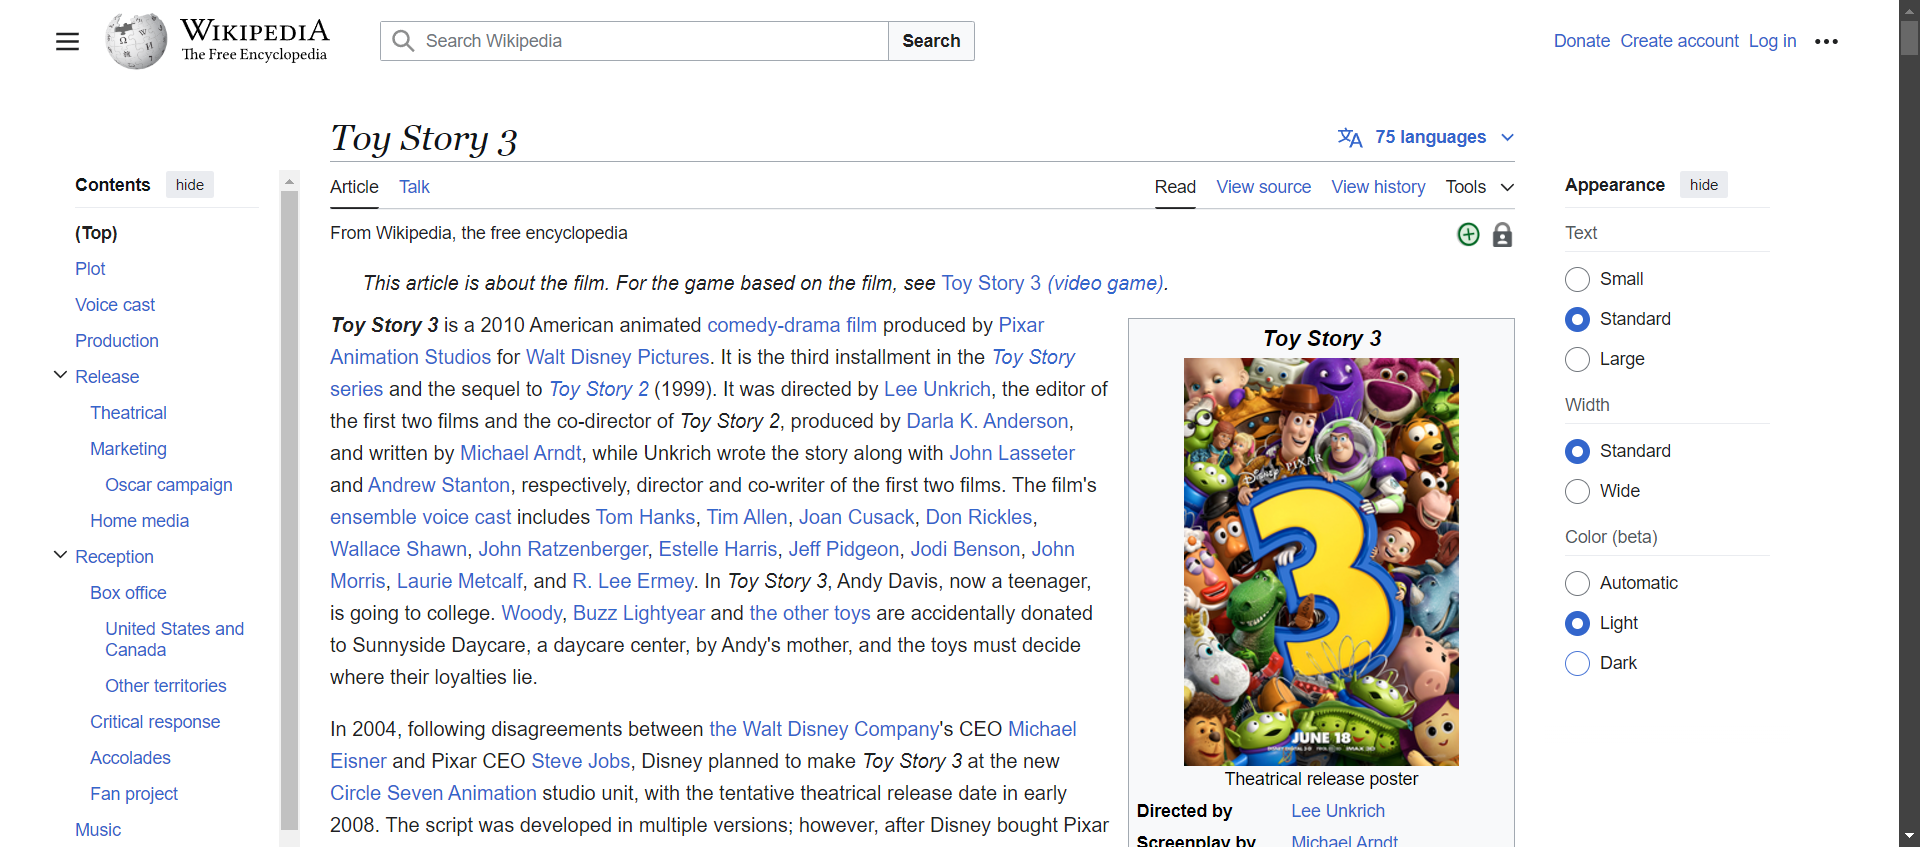 WIKIPEDIA
The Free Encyclopedia
Search Wikipedia
Search
Donate Create account Log in
Contents hide
(Top)
Plot
Voice cast
Production
Release
Theatrical
Marketing
Oscar campaign
Home media
Reception
Box office
United States and
Canada
Other territories
Critical response
Accolades
Fan project
Music
Toy Story 3
75 languages
Article Talk
Read View source View history Tools
From Wikipedia, the free encyclopedia
This article is about the film. For the game based on the film, see Toy Story 3 (video game).
Toy Story 3 is a 2010 American animated comedy-drama film produced by Pixar
Animation Studios for Walt Disney Pictures. It is the third installment in the Toy Story
series and the sequel to Toy Story 2 (1999). It was directed by Lee Unkrich, the editor of
the first two films and the co-director of Toy Story 2, produced by Darla K. Anderson,
and written by Michael Arndt, while Unkrich wrote the story along with John Lasseter
and Andrew Stanton, respectively, director and co-writer of the first two films. The film's
ensemble voice cast includes Tom Hanks, Tim Allen, Joan Cusack, Don Rickles,
Wallace Shawn, John Ratzenberger, Estelle Harris, Jeff Pidgeon, Jodi Benson, John
Morris, Laurie Metcalf, and R. Lee Ermey. In Toy Story 3, Andy Davis, now a teenager,
is going to college. Woody, Buzz Lightyear and the other toys are accidentally donated
to Sunnyside Daycare, a daycare center, by Andy's mother, and the toys must decide
where their loyalties lie.
In 2004, following disagreements between the Walt Disney Company's CEO Michael
Eisner and Pixar CEO Steve Jobs, Disney planned to make Toy Story 3 at the new
Circle Seven Animation studio unit, with the tentative theatrical release date in early
2008. The script was developed in multiple versions; however, after Disney bought Pixar
Toy Story 3
Disney PIXAR
3
JUNE 18
Theatrical release poster
Directed by Lee Unkrich
Screenplay by Michael Arndt
Appearance hide
Text
Small
Standard
Large
Width
Standard
Wide
Color (beta)
Automatic
Light
Dark